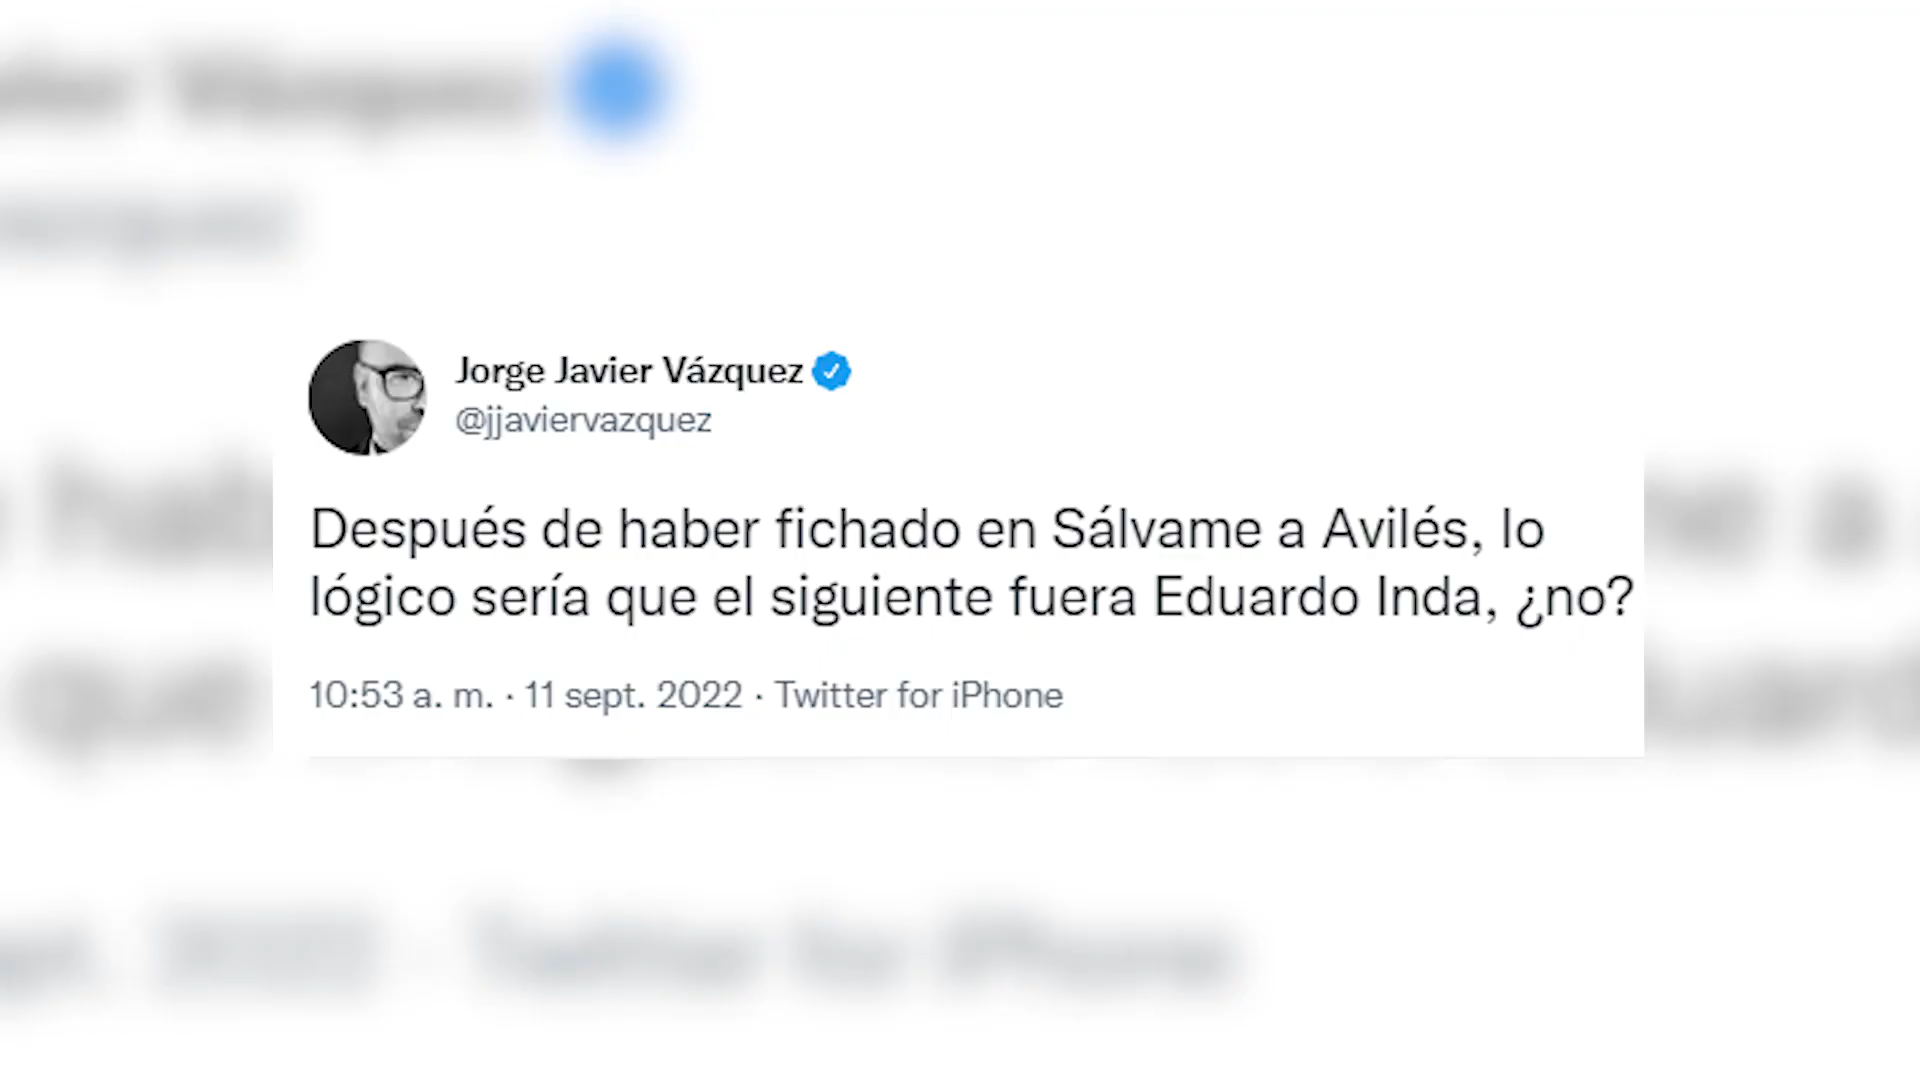 Jorge Javier Vázquez
@jjaviervazquez
Después de haber fichado en Sálvame a Avilés, lo
lógico sería que el siguiente fuera Eduardo Inda, ¿no?
10:53 a. m. · 11 sept. 2022 · Twitter for iPhone